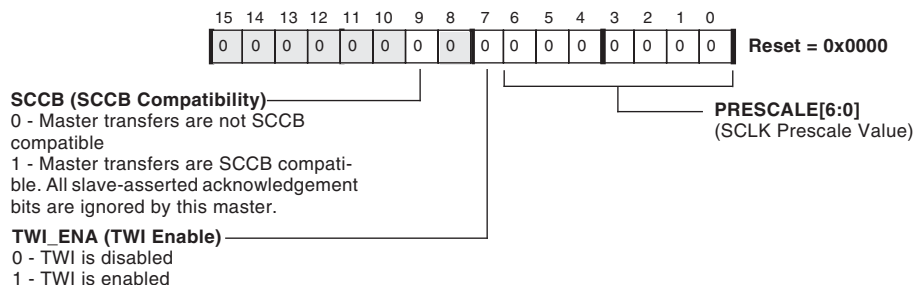 15 14 13 12 11 10 9 8 7 6 5 4 3 2 1 0
0 0 0 0 0 0 0 0 0 0 0 0 0 0 0 0 Reset = 0x0000
SCCB (SCCB Compatibility)
0 - Master transfers are not SCCB
compatible
1 - Master transfers are SCCB compati-
ble. All slave-asserted acknowledgement
bits are ignored by this master.
TWI_ENA (TWI Enable)
0 - TWI is disabled
1 - TWI is enabled
PRESCALE[6:0]
(SCLK Prescale Value)